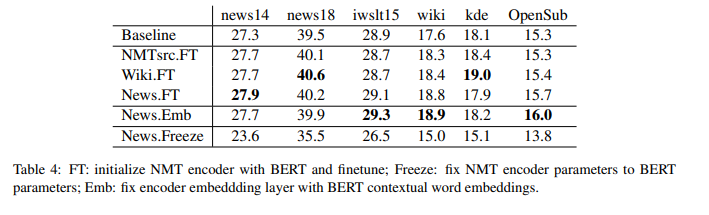 news14 news18 iwslt15 wiki kde OpenSub
Baseline 27.3 39.5 28.9 17.6 18.1 15.3
NMTsrc.FT 27.7 40.1 28.7 18.3 18.4 15.3
Wiki.FT 27.7 40.6 28.7 18.4 19.0 15.4
News.FT 27.9 40.2 29.1 18.8 17.9 15.7
News.Emb 27.7 39.9 29.3 18.9 18.2 16.0
News.Freeze 23.6 35.5 26.5 15.0 15.1 13.8
Table 4: FT: initialize NMT encoder with BERT and finetune; Freeze: fix NMT encoder parameters to BERT
parameters; Emb: fix encoder embeddding layer with BERT contextual word embeddings.